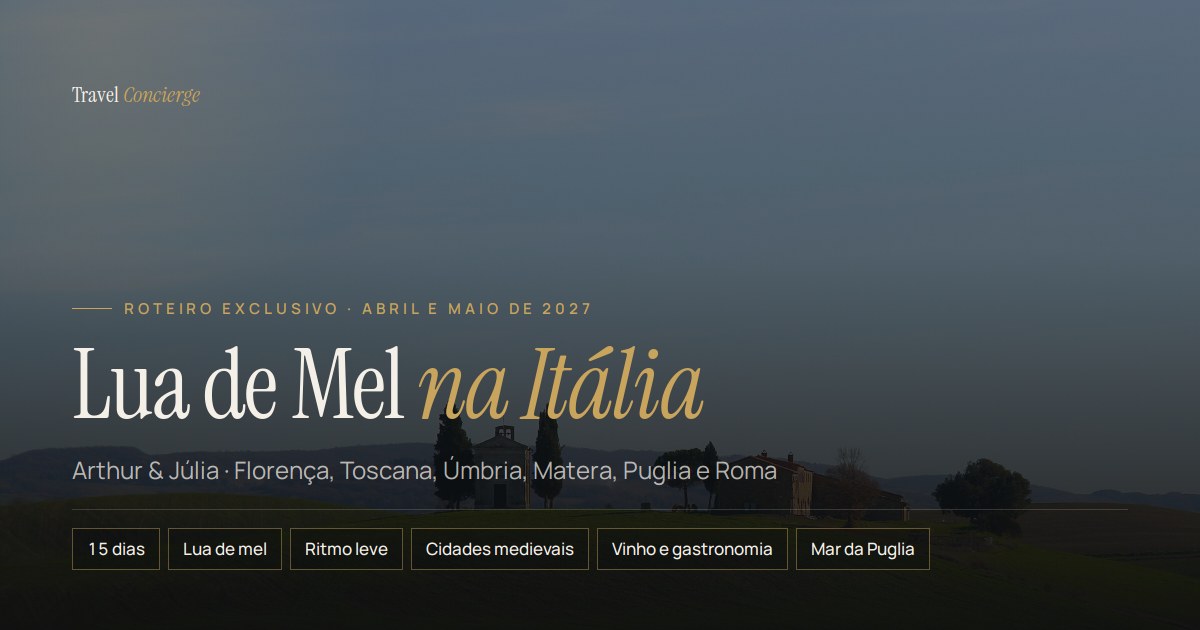 Travel Concierge
ROTEIRO EXCLUSIVO · ABRIL E MAIO DE 2027
Lua de Mel na Itália
Arthur & Júlia · Florença, Toscana, Úmbria, Matera, Puglia e Roma
15 dias Lua de mel Ritmo leve Cidades medievais Vinho e gastronomia Mar da Puglia